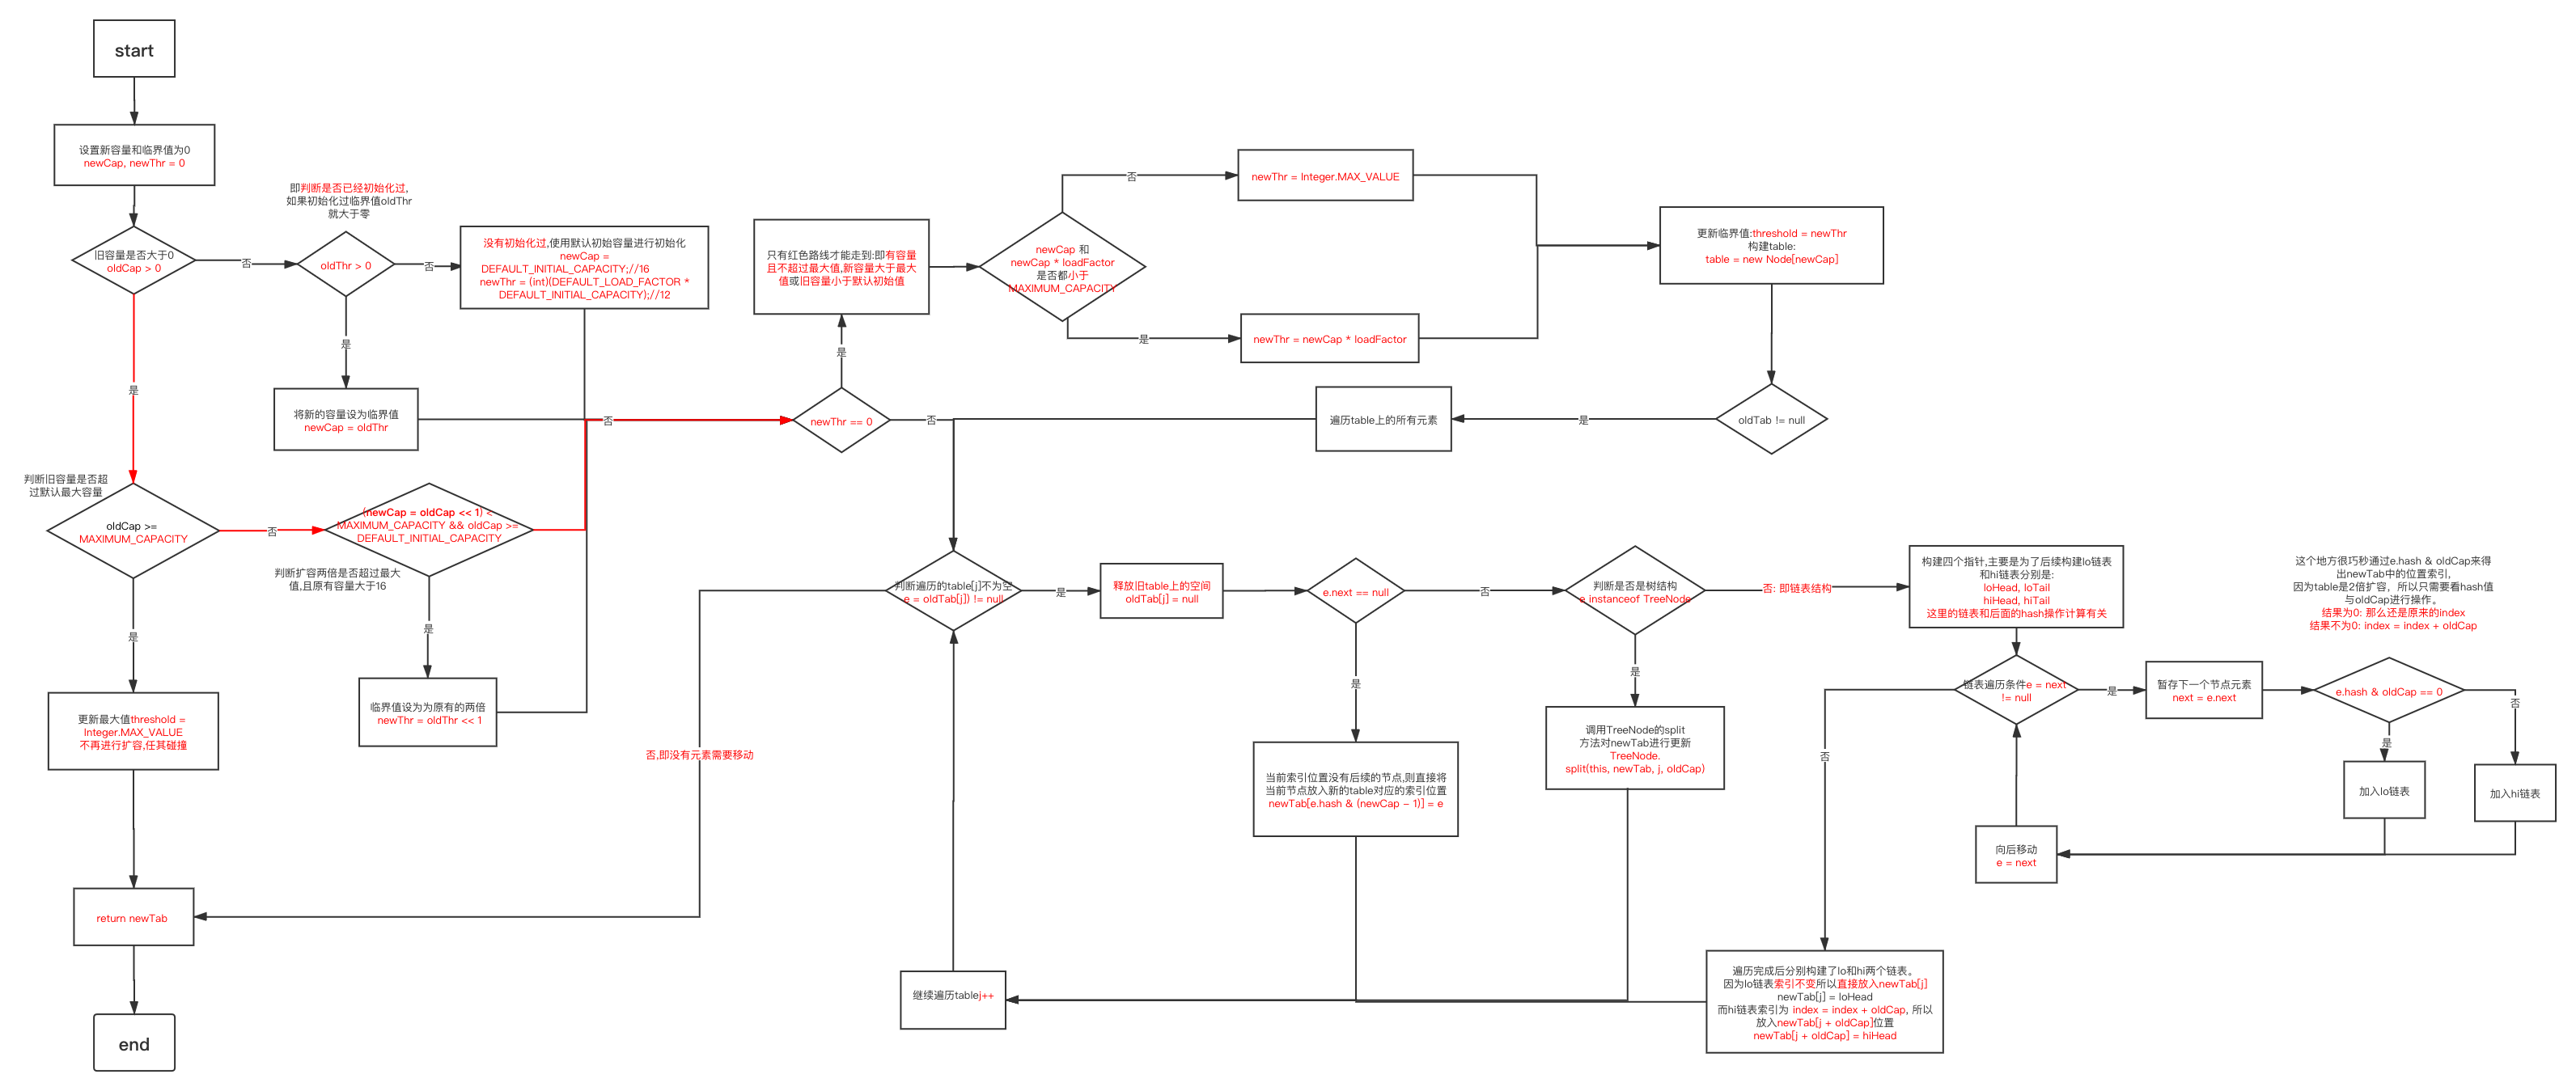 start
设置新容量和临界值为0
newCap, newThr = 0
旧容量是否大于0
oldCap > 0
否
即判断是否已经初始化过,
如果初始化过临界值oldThr
就大于零
oldThr > 0
否
没有初始化过,使用默认初始容量进行初始化
newCap =
DEFAULT_INITIAL_CAPACITY;//16
newThr = (int)(DEFAULT_LOAD_FACTOR *
DEFAULT_INITIAL_CAPACITY);//12
是
将新的容量设为临界值
newCap = oldThr
是
判断旧容量是否超
过默认最大容量
oldCap >=
MAXIMUM_CAPACITY
否
(newCap = oldCap << 1) <
MAXIMUM_CAPACITY && oldCap >=
DEFAULT_INITIAL_CAPACITY
判断扩容两倍是否超过最大
值,且原有容量大于16
否
是
临界值设为为原有的两倍
newThr = oldThr << 1
是
更新最大值threshold =
Integer.MAX_VALUE
不再进行扩容,任其碰撞
return newTab
end
newThr == 0
是
否
只有红色路线才能走到:即有容量
且不超过最大值,新容量大于最大
值或旧容量小于默认初始值
newCap 和
newCap * loadFactor
是否都小于
MAXIMUM_CAPACITY
否
newThr = Integer.MAX_VALUE
是
newThr = newCap * loadFactor
更新临界值:threshold = newThr
构建table:
table = new Node[newCap]
oldTab != null
是
遍历table上的所有元素
判断遍历的table[j]不为空
e = oldTab[j]) != null
否,即没有元素需要移动
是
释放旧table上的空间
oldTab[j] = null
e.next == null
否
是
当前索引位置没有后续的节点,则直接将
当前节点放入新的table对应的索引位置
newTab[e.hash & (newCap - 1)] = e
判断是否是树结构
e instanceof TreeNode
是
调用TreeNode的split
方法对newTab进行更新
TreeNode.
split(this, newTab, j, oldCap)
否: 即链表结构
构建四个指针,主要是为了后续构建lo链表
和hi链表分别是:
loHead, loTail
hiHead, hiTail
这里的链表和后面的hash操作计算有关
链表遍历条件e = next
!= null
是
暂存下一个节点元素
next = e.next
这个地方很巧秒通过e.hash & oldCap来得
出newTab中的位置索引,
因为table是2倍扩容，所以只需要看hash值
与oldCap进行操作。
结果为0: 那么还是原来的index
结果不为0: index = index + oldCap
e.hash & oldCap == 0
否
是
加入lo链表
加入hi链表
向后移动
e = next
否
遍历完成后分别构建了lo和hi两个链表。
因为lo链表索引不变所以直接放入newTab[j]
newTab[j] = loHead
而hi链表索引为 index = index + oldCap, 所以
放入newTab[j + oldCap]位置
newTab[j + oldCap] = hiHead
继续遍历tablej++